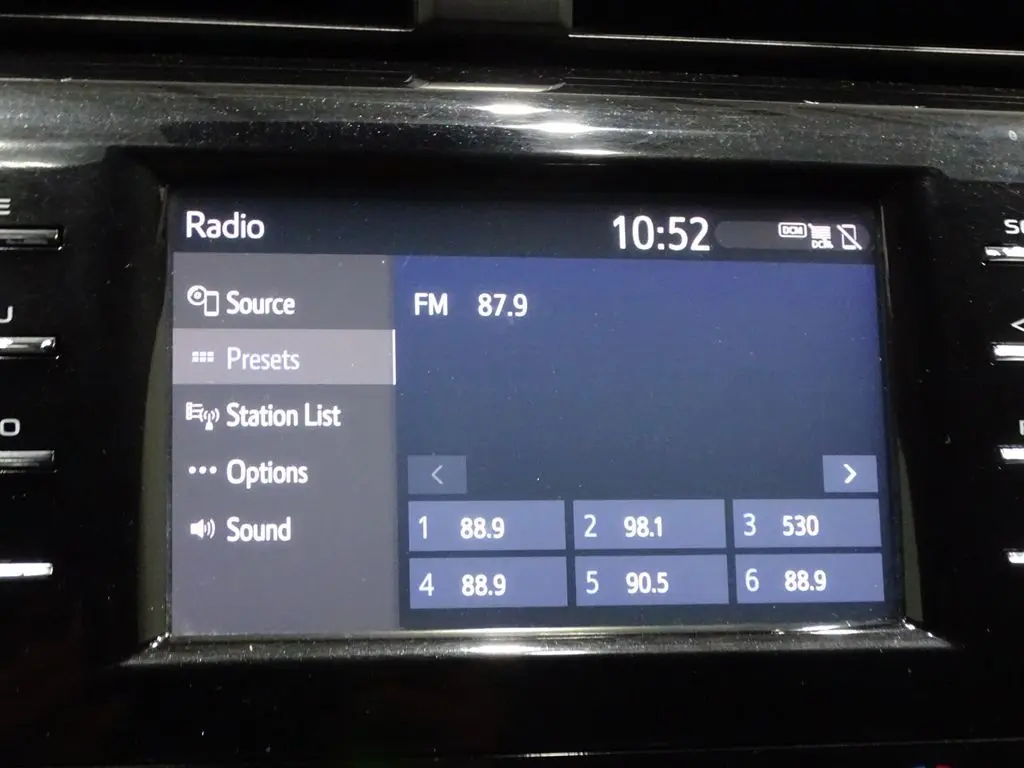 Radio 10:52 DCM
Source
Presets
Station List
Options
Sound
FM 87.9
1 88.9 2 98.1 3 530
4 88.9 5 90.5 6 88.9